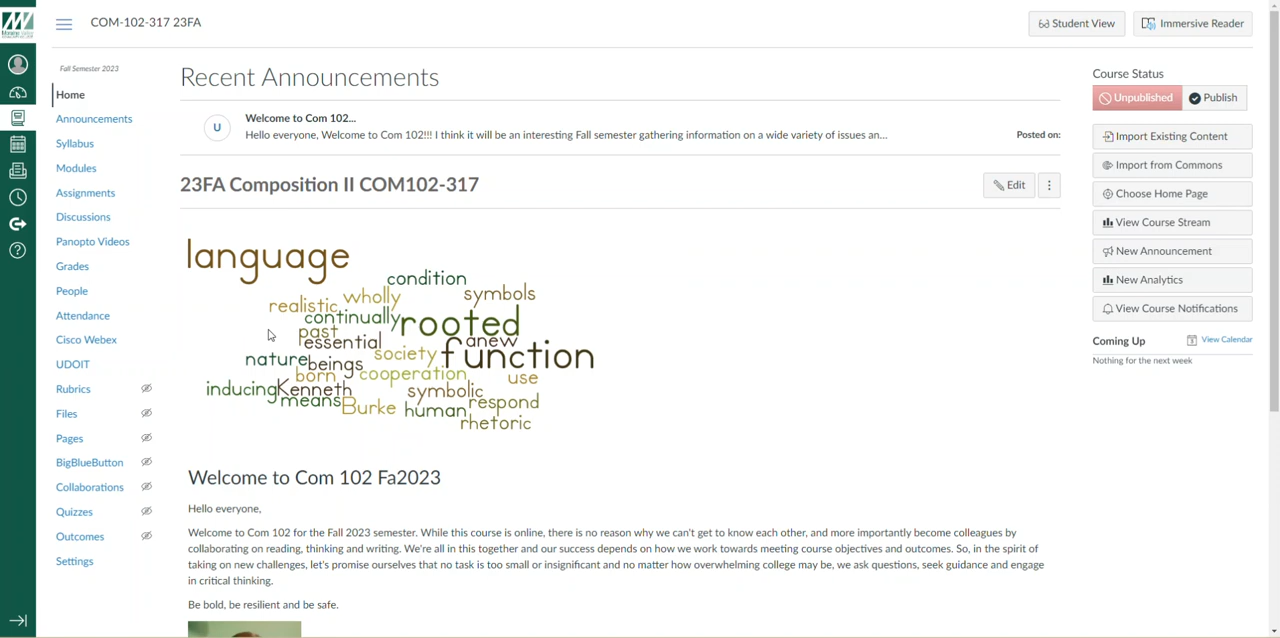 COM-102-317 23FA
Student View
Immersive Reader
Fall Semester 2023
Home
Announcements
Syllabus
Modules
Assignments
Discussions
Panopto Videos
Grades
People
Attendance
Cisco Webex
UDOIT
Rubrics
Files
Pages
BigBlueButton
Collaborations
Quizzes
Outcomes
Settings
Recent Announcements
U
Welcome to Com 102...
Hello everyone, Welcome to Com 102!!! I think it will be an interesting Fall semester gathering information on a wide variety of issues an...
Posted on:
23FA Composition II COM102-317
Edit
language
condition
symbols
realistic
wholly
continually
rooted
past
essential
anew
nature
beings
society
function
born
cooperation
use
inducing
Kenneth
symbolic
means
Burke
human
respond
rhetoric
Welcome to Com 102 Fa2023
Hello everyone,
Welcome to Com 102 for the Fall 2023 semester. While this course is online, there is no reason why we can't get to know each other, and more importantly become colleagues by
collaborating on reading, thinking and writing. We're all in this together and our success depends on how we work towards meeting course objectives and outcomes. So, in the spirit of
taking on new challenges, let's promise ourselves that no task is too small or insignificant and no matter how overwhelming college may be, we ask questions, seek guidance and engage
in critical thinking.
Be bold, be resilient and be safe.
Course Status
Unpublished
Publish
Import Existing Content
Import from Commons
Choose Home Page
View Course Stream
New Announcement
New Analytics
View Course Notifications
Coming Up
View Calendar
Nothing for the next week